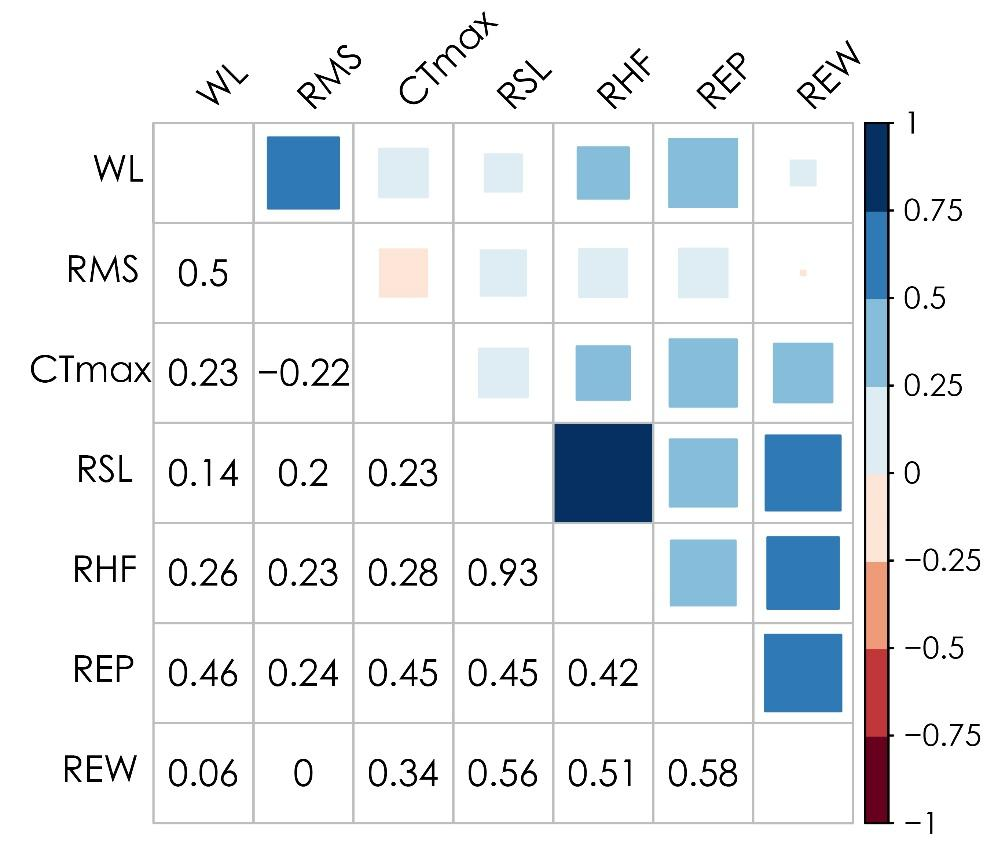 WL RMS CTmax RSL RHF REP REW
WL
RMS 0.5
CTmax 0.23 −0.22
RSL 0.14 0.2 0.23
RHF 0.26 0.23 0.28 0.93
REP 0.46 0.24 0.45 0.45 0.42
REW 0.06 0 0.34 0.56 0.51 0.58
1
0.75
0.5
0.25
0
−0.25
−0.5
−0.75
−1